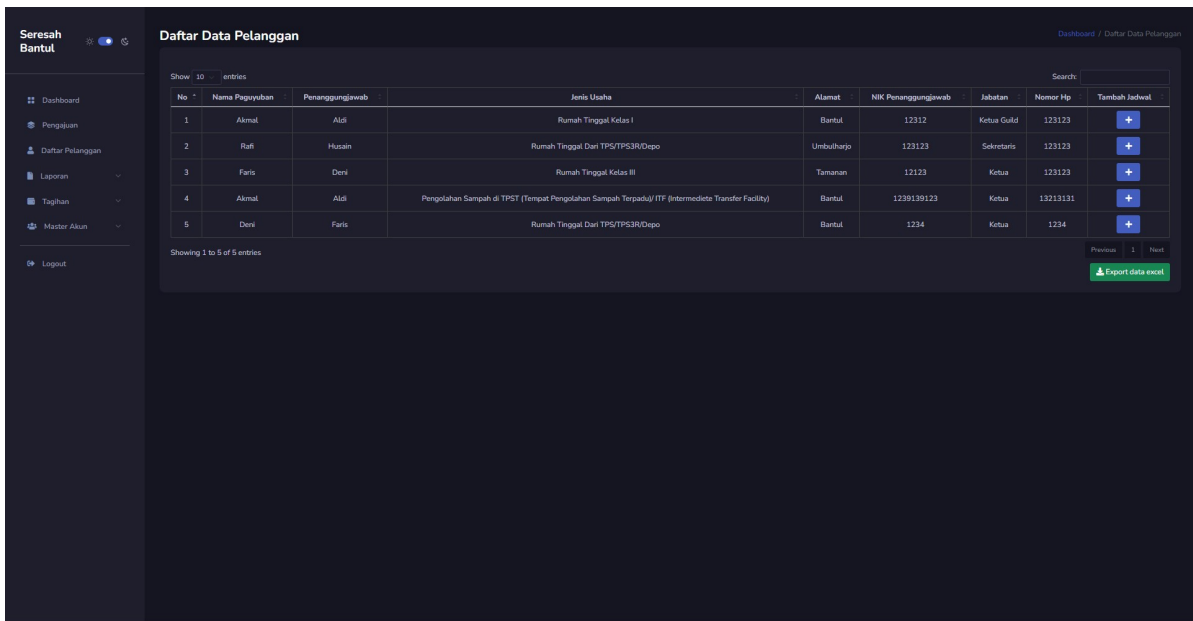 Seresah
Bantul
Dashboard
Pengajuan
Daftar Pelanggan
Laporan
Tagihan
Master Akun
Logout
Daftar Data Pelanggan
Dashboard / Daftar Data Pelanggan
Show 10 entries
Search:
No Nama Paguyuban Penanggungjawab Jenis Usaha Alamat NIK Penanggungjawab Jabatan Nomor Hp Tambah Jadwal
1 Akmal Aldi Rumah Tinggal Kelas I Bantul 12312 Ketua Guild 123123 +
2 Rafi Husain Rumah Tinggal Dari TPS/TPS3R/Depo Umbulharjo 123123 Sekretaris 123123 +
3 Faris Deni Rumah Tinggal Kelas III Tamanan 12123 Ketua 123123 +
4 Akmal Aldi Pengolahan Sampah di TPST (Tempat Pengolahan Sampah Terpadu)/ ITF (Intermediete Transfer Facility) Bantul 1239139123 Ketua 13213131 +
5 Deni Faris Rumah Tinggal Dari TPS/TPS3R/Depo Bantul 1234 Ketua 1234 +
Showing 1 to 5 of 5 entries
Previous 1 Next
Export data excel